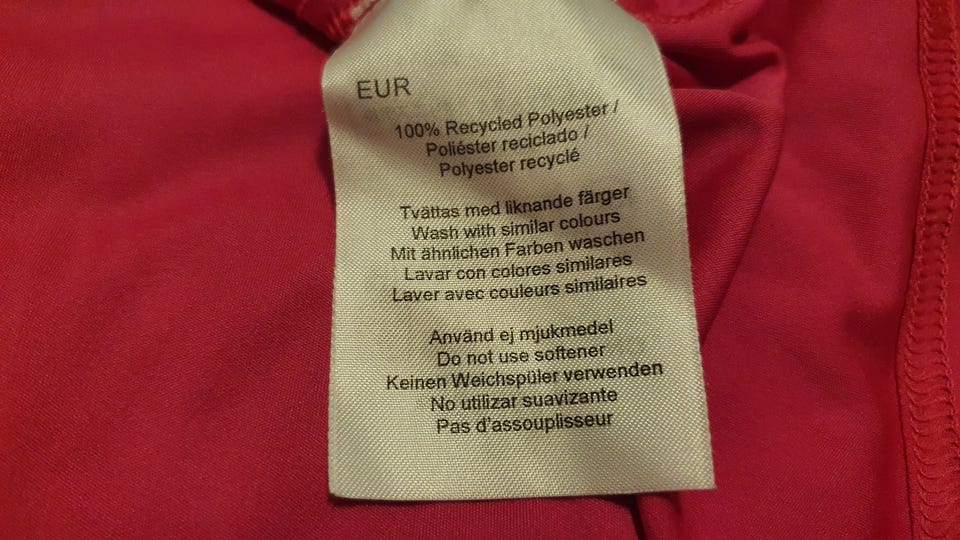 EUR
100% Recycled Polyester /
Poliéster reciclado /
Polyester recyclé
Tvättas med liknande färger
Wash with similar colours
Mit ähnlichen Farben waschen
Lavar con colores similares
Laver avec couleurs similaires
Använd ej mjukmedel
Do not use softener
Keinen Weichspüler verwenden
No utilizar suavizante
Pas d'assouplisseur